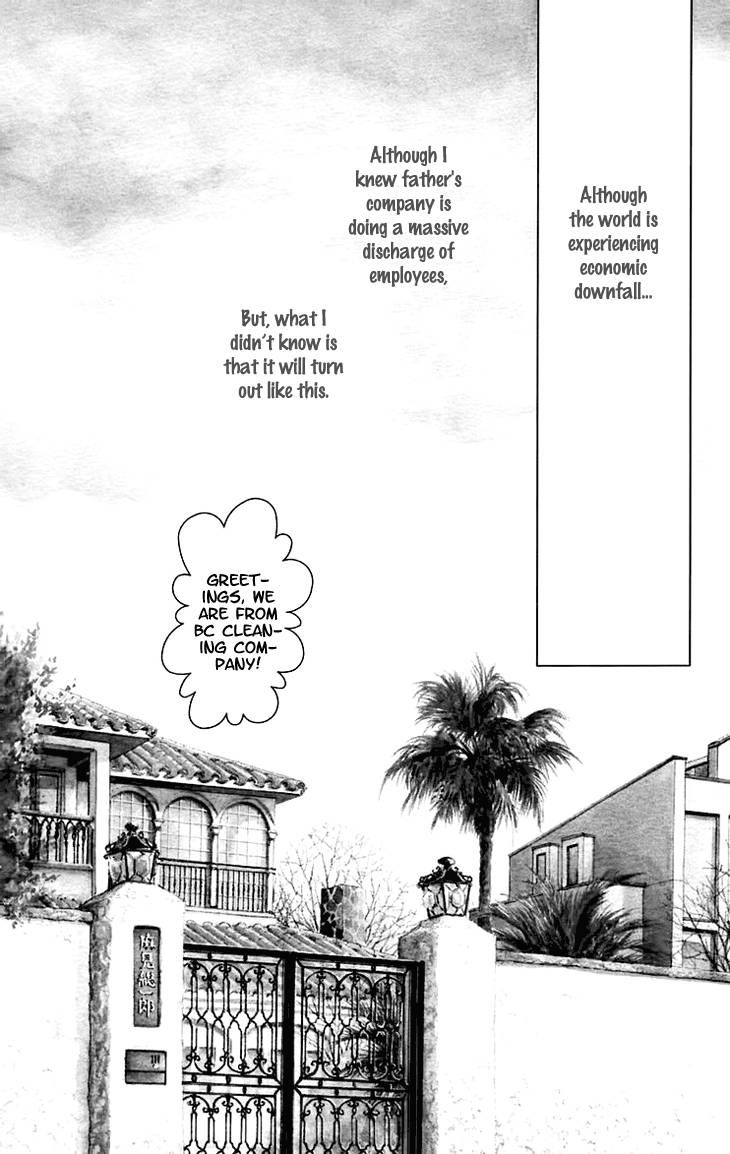 Although
the world is
experiencing
economic
downfall...
Although I
knew father's
company is
doing a massive
discharge of
employees,
But, what I
didn't know is
that it will turn
out like this.
GREET-
INGS, WE
ARE FROM
BC CLEAN-
ING COM-
PANY!